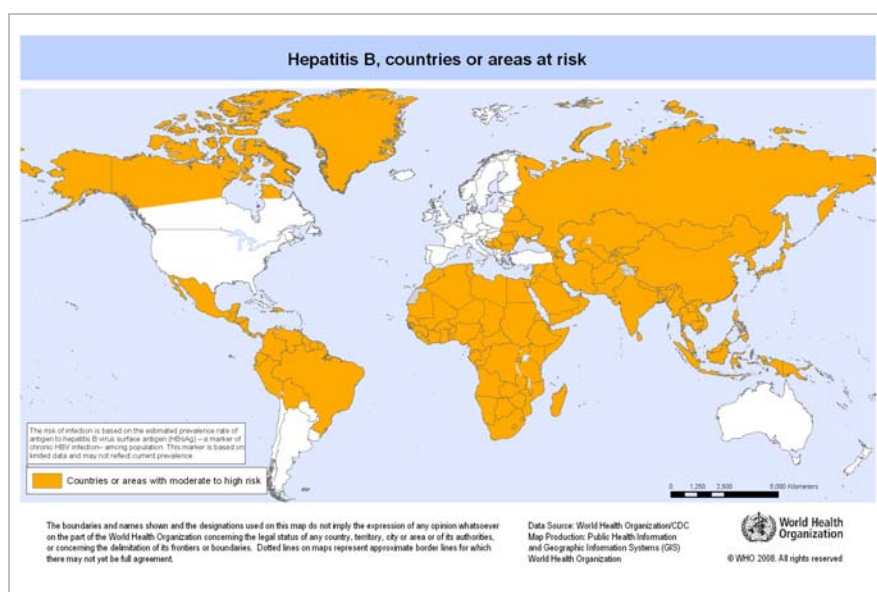 Hepatitis B, countries or areas at risk
The risk of infection is based on the estimated prevalence rate of
antigen to hepatitis B virus surface antigen (HBsAg) – a marker of
chronic HBV infection– among population. This marker is based on
limited data and may not reflect current prevalence
Countries or areas with moderate to high risk
0 1,250 2,500 5,000 Kilometers
The boundaries and names shown and the designations used on this map do not imply the expression of any opinion whatsoever
on the part of the World Health Organization concerning the legal status of any country, territory, city or area or of its authorities,
or concerning the delimitation of its frontiers or boundaries. Dotted lines on maps represent approximate border lines for which
there may not yet be full agreement.
Data Source: World Health Organization/CDC
Map Production: Public Health Information
and Geographic Information Systems (GIS)
World Health Organization
World Health
Organization
© WHO 2008. All rights reserved